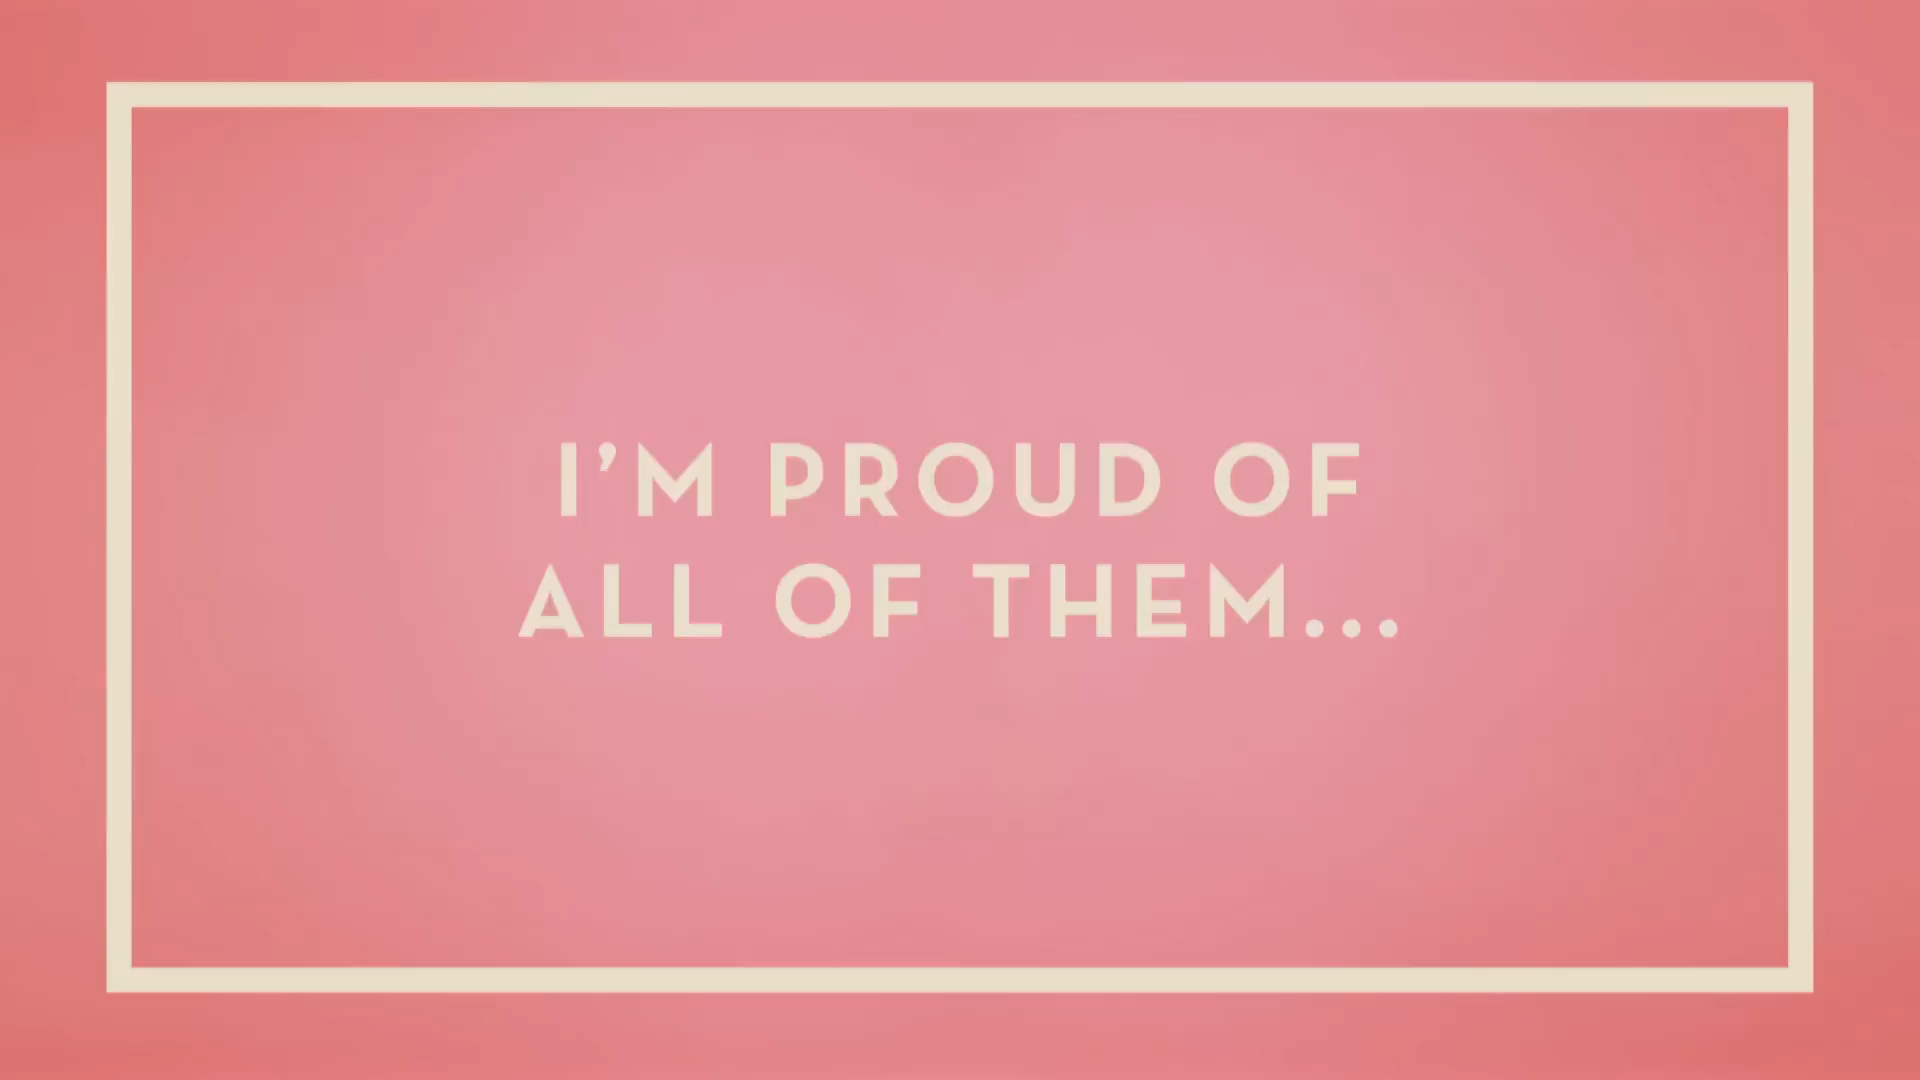 I’M PROUD OF
ALL OF THEM...